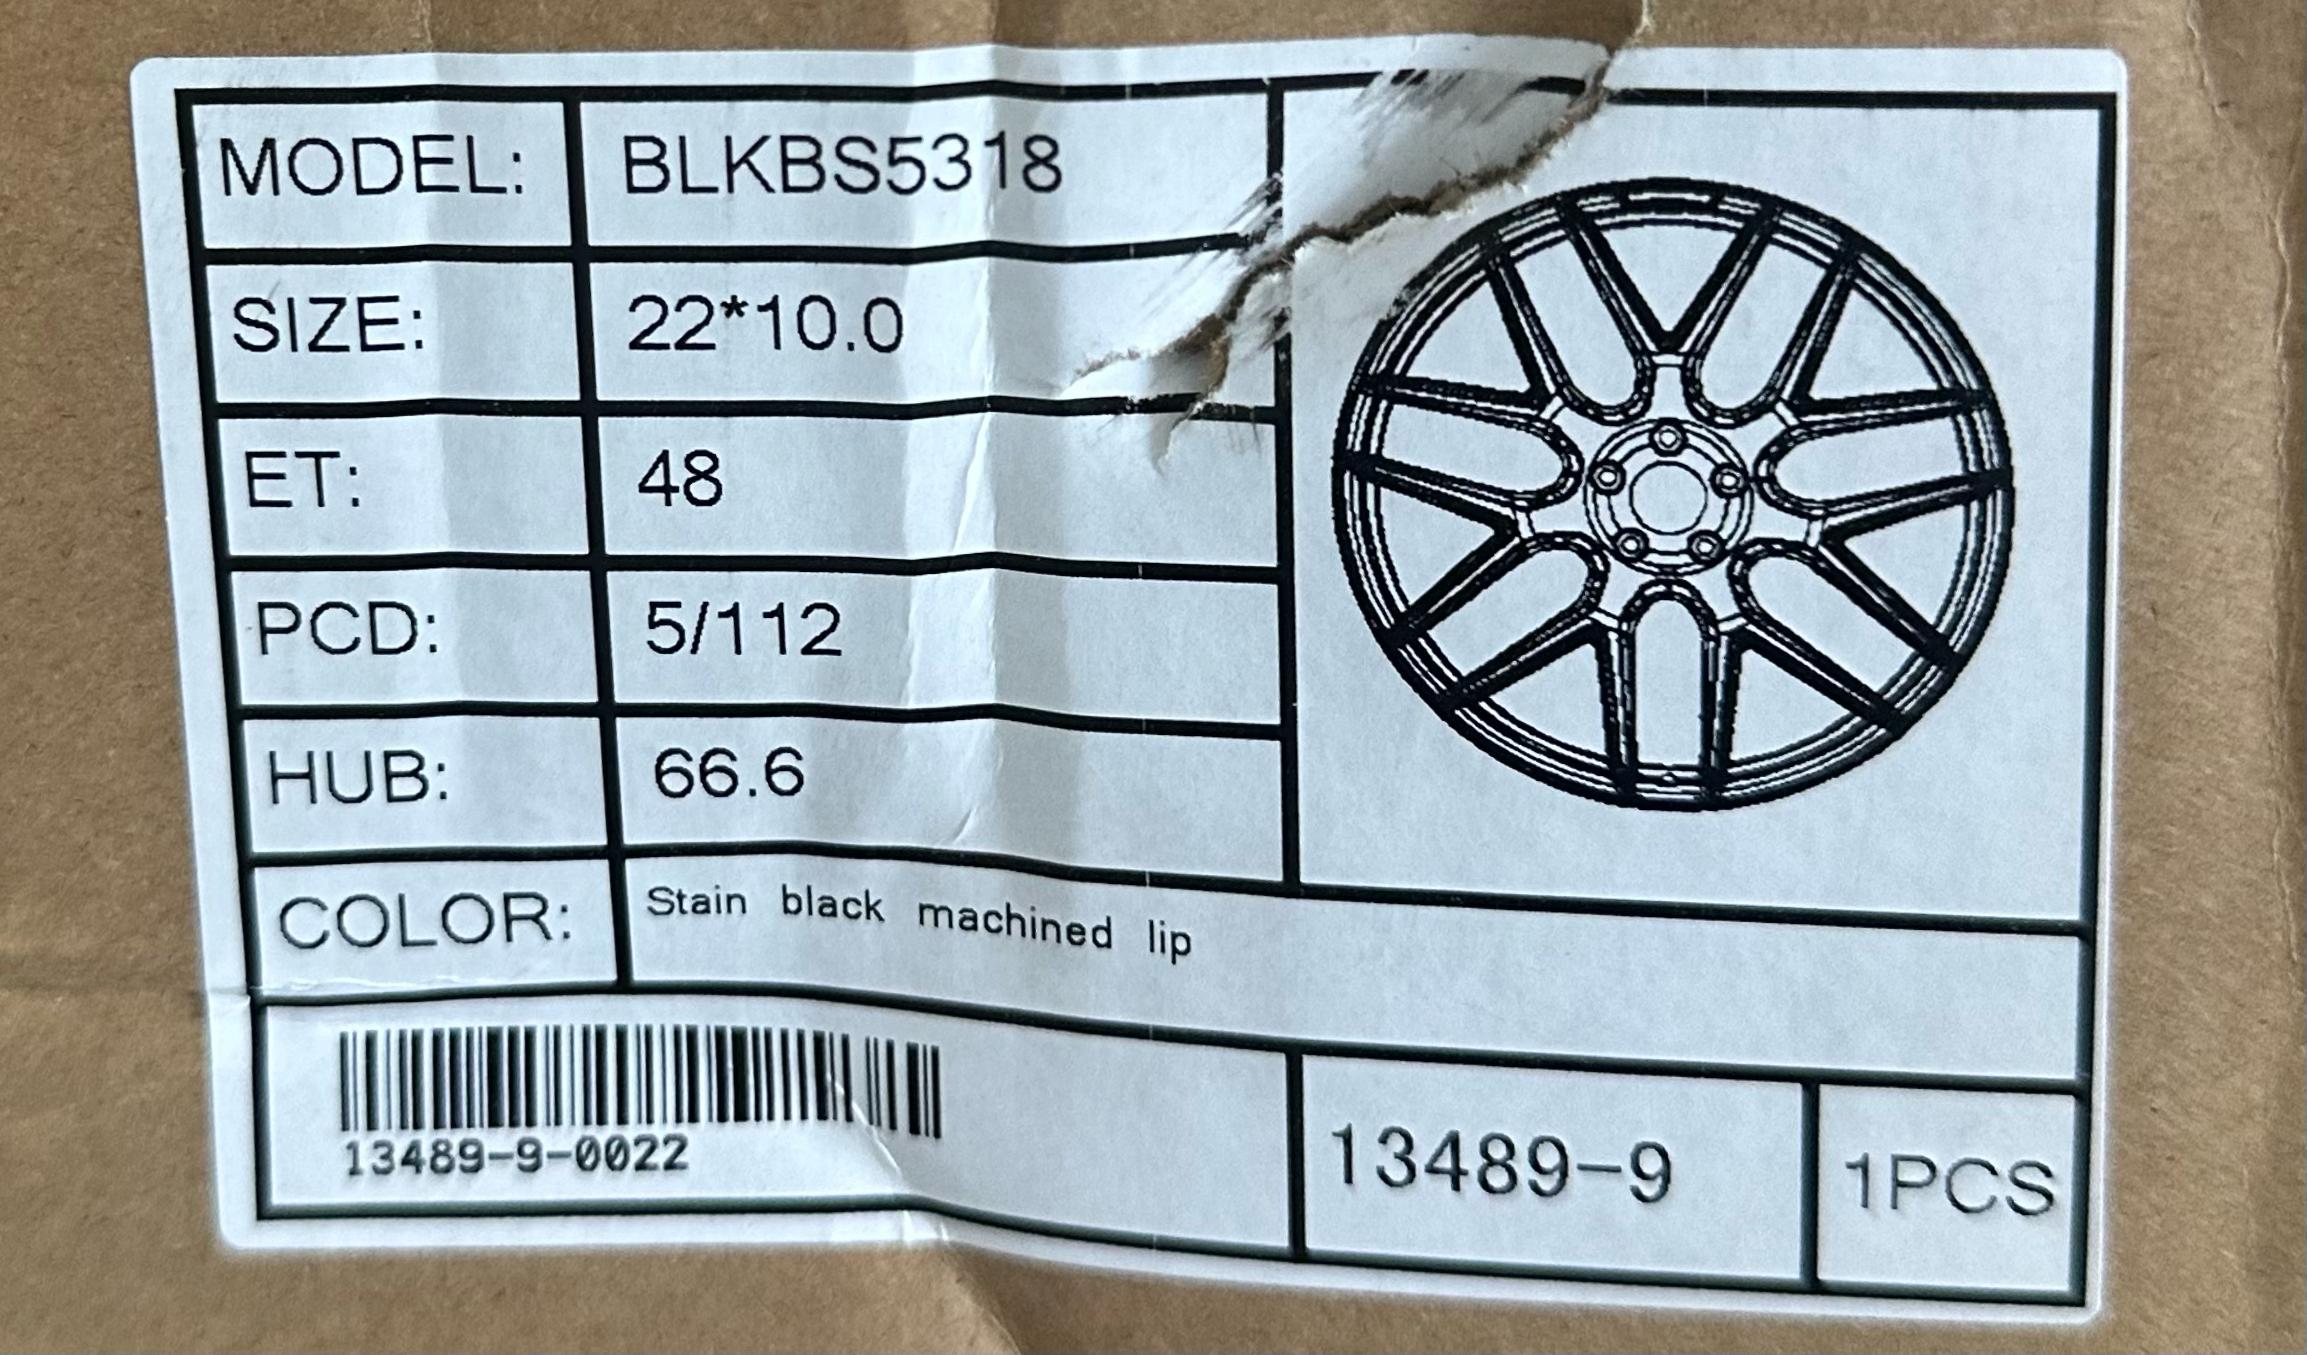 MODEL: BLKBS5318
SIZE: 22*10.0
ET: 48
PCD: 5/112
HUB: 66.6
COLOR: Stain black machined lip
13489-9-0022
13489-9
1PCS